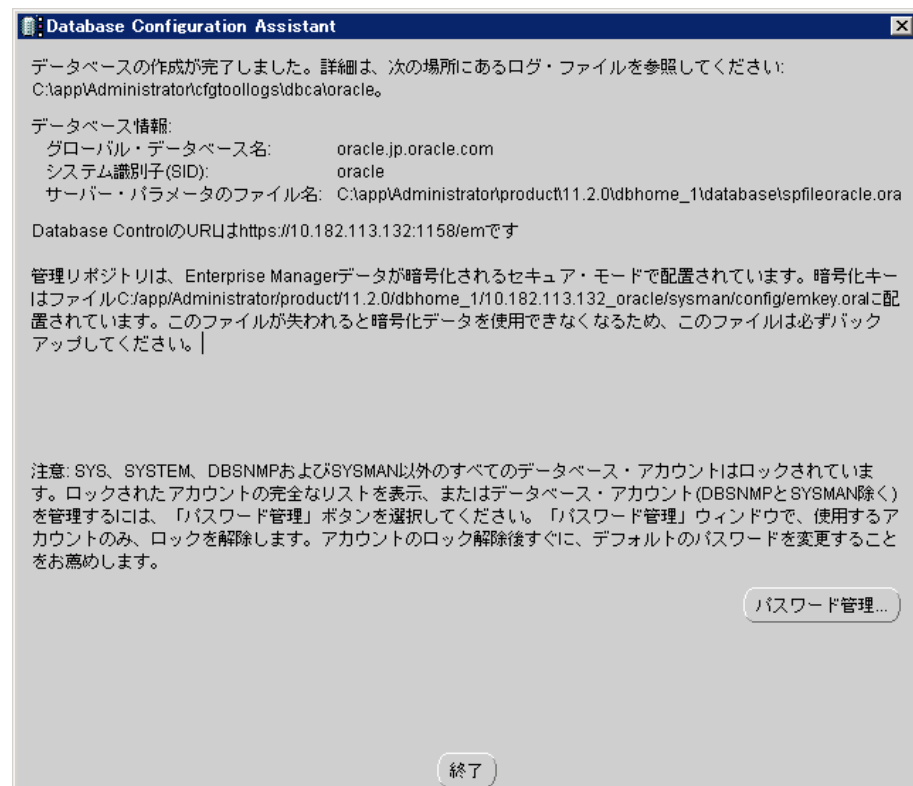 Database Configuration Assistant
データベースの作成が完了しました。詳細は、次の場所にあるログ・ファイルを参照してください:
C:\app\Administrator\cfgtoollogs\dbca\oracle。
データベース情報:
グローバル・データベース名: oracle.jp.oracle.com
システム識別子(SID): oracle
サーバー・パラメータのファイル名: C:\app\Administrator\product\11.2.0\dbhome_1\database\spfileoracle.ora
Database ControlのURLはhttps://10.182.113.132:1158/emです
管理リポジトリは、Enterprise Managerデータが暗号化されるセキュア・モードで配置されています。暗号化キー
はファイルC:/app/Administrator/product/11.2.0/dbhome_1/10.182.113.132_oracle/sysman/config/emkey.oraに配
置されています。このファイルが失われると暗号化データを使用できなくなるため、このファイルは必ずバック
アップしてください。
注意: SYS、SYSTEM、DBSNMPおよびSYSMAN以外のすべてのデータベース・アカウントはロックされていま
す。ロックされたアカウントの完全なリストを表示、またはデータベース・アカウント(DBSNMPとSYSMAN除く)
を管理するには、「パスワード管理」ボタンを選択してください。「パスワード管理」ウィンドウで、使用するア
カウントのみ、ロックを解除します。アカウントのロック解除後すぐに、デフォルトのパスワードを変更すること
をお薦めします。
パスワード管理...
終了